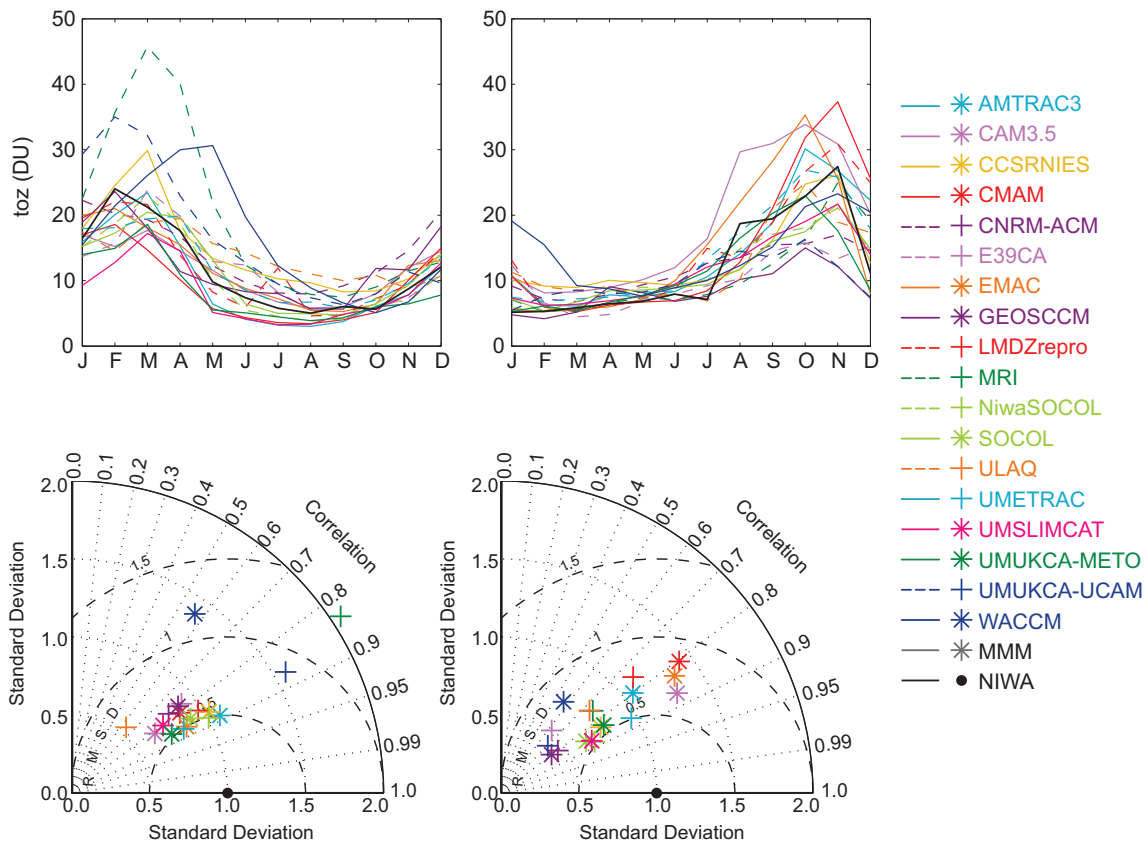 50
40
30
20
10
0
toz (DU)
J F M A M J J A S O N D
50
40
30
20
10
0
J F M A M J J A S O N D
AMTRAC3
CAM3.5
CCSRNIES
CMAM
CNRM-ACM
E39CA
EMAC
GEOSCCM
LMDZrepro
MRI
NiwaSOCOL
SOCOL
ULAQ
UMETRAC
UMSLIMCAT
UMUKCA-METO
UMUKCA-UCAM
WACCM
MMM
NIWA
0.0 0.1 0.2 0.3 0.4 0.5 0.6 0.7 0.8 0.9 0.95 0.99 1.0
Correlation
2.0
1.5
1.0
0.5
0.0
Standard Deviation
1.5
1
.5
R M S D
0.0 0.5 1.0 1.5 2.0
Standard Deviation
0.0 0.1 0.2 0.3 0.4 0.5 0.6 0.7 0.8 0.9 0.95 0.99 1.0
Correlation
2.0
1.5
1.0
0.5
0.0
Standard Deviation
1.5
1
0.5
R M S D
0.0 0.5 1.0 1.5 2.0
Standard Deviation